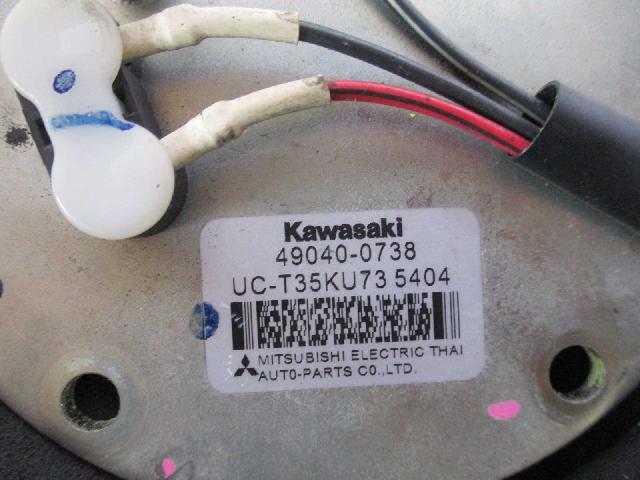 Kawasaki
49040-0738
UC-T35KU73 5404
MITSUBISHI ELECTRIC THAI
AUTO-PARTS CO.,LTD.